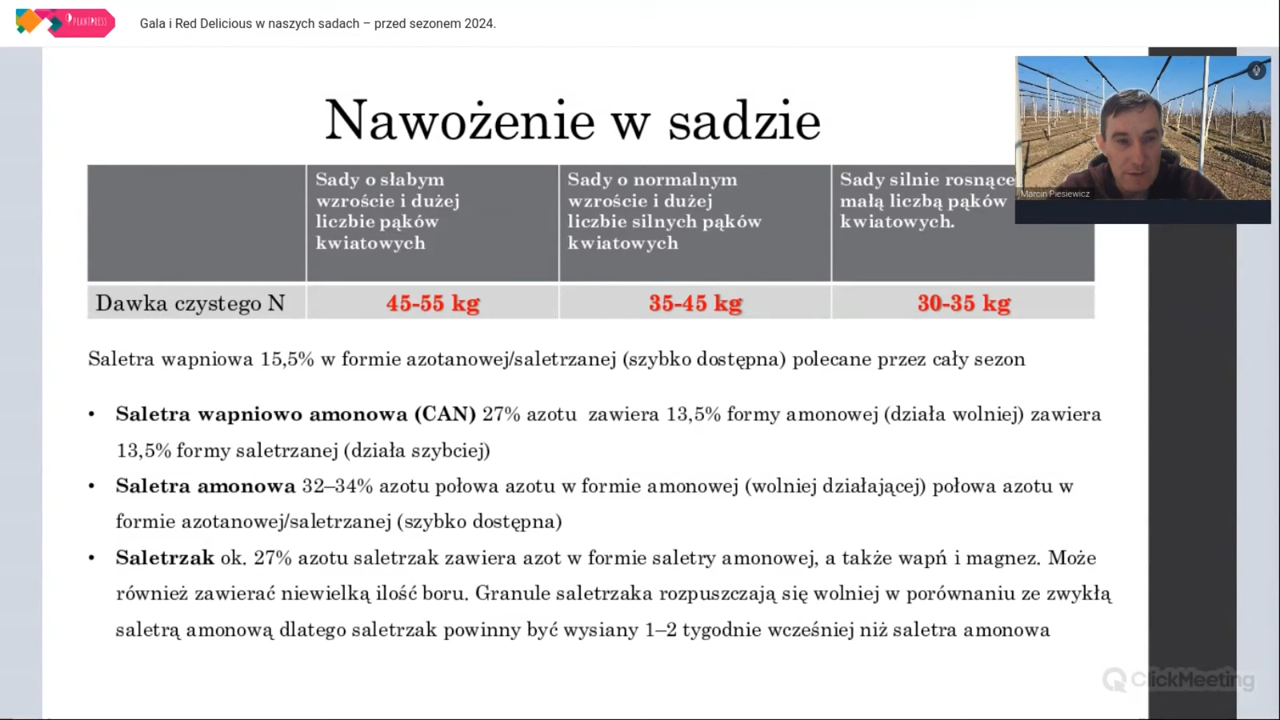 PLANTPRESS
Gala i Red Delicious w naszych sadach – przed sezonem 2024.
Nawożenie w sadzie
Sady o słabym
wzroście i dużej
liczbie pąków
kwiatowych
Sady o normalnym
wzroście i dużej
liczbie silnych pąków
kwiatowych
Sady silnie rosnące
małą liczbą pąków
kwiatowych.
Marcin Piesiewicz
Dawka czystego N
45-55 kg
35-45 kg
30-35 kg
Saletra wapniowa 15,5% w formie azotanowej/saletrzanej (szybko dostępna) polecane przez cały sezon
• Saletra wapniowo amonowa (CAN) 27% azotu zawiera 13,5% formy amonowej (działa wolniej) zawiera
13,5% formy saletrzanej (działa szybciej)
• Saletra amonowa 32–34% azotu połowa azotu w formie amonowej (wolniej działającej) połowa azotu w
formie azotanowej/saletrzanej (szybko dostępna)
• Saletrzak ok. 27% azotu saletrzak zawiera azot w formie saletry amonowej, a także wapń i magnez. Może
również zawierać niewielką ilość boru. Granule saletrzaka rozpuszczają się wolniej w porównaniu ze zwykłą
saletrą amonową dlatego saletrzak powinny być wysiany 1–2 tygodnie wcześniej niż saletra amonowa
ClickMeeting